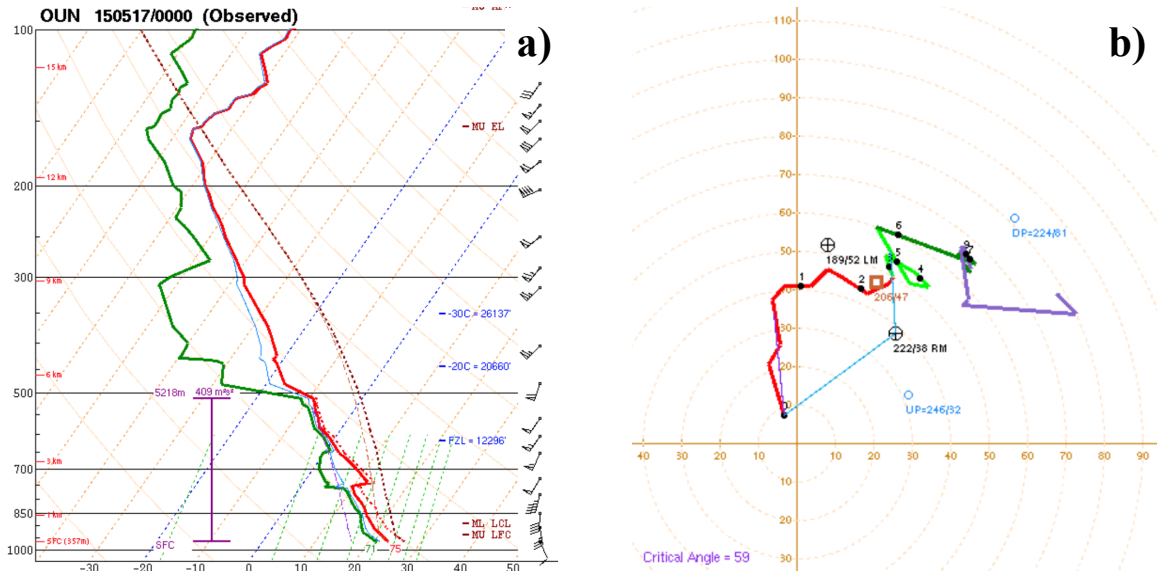 OUN 150517/0000 (Observed)
a)
100
15 km
MU EL
12 km
200
9 km
300
-30C = 26137'
-20C = 20660'
6 km
5218m 409 m²s²
500
FZL = 12296'
3 km
700
850
1 km
ML LCL
MU LFC
SFC (357m)
SFC
71 75
1000
-30 -20 -10 0 10 20 30 40 50
b)
110
100
90
80
70
60
50
40
30
20
10
20
30
40 30 20 10 10 20 30 40 50 60 70 80 90
1
2
4
5
6
7
9
189/52 LM
206/47
222/38 RM
DP=224/81
UP=246/32
Critical Angle = 59